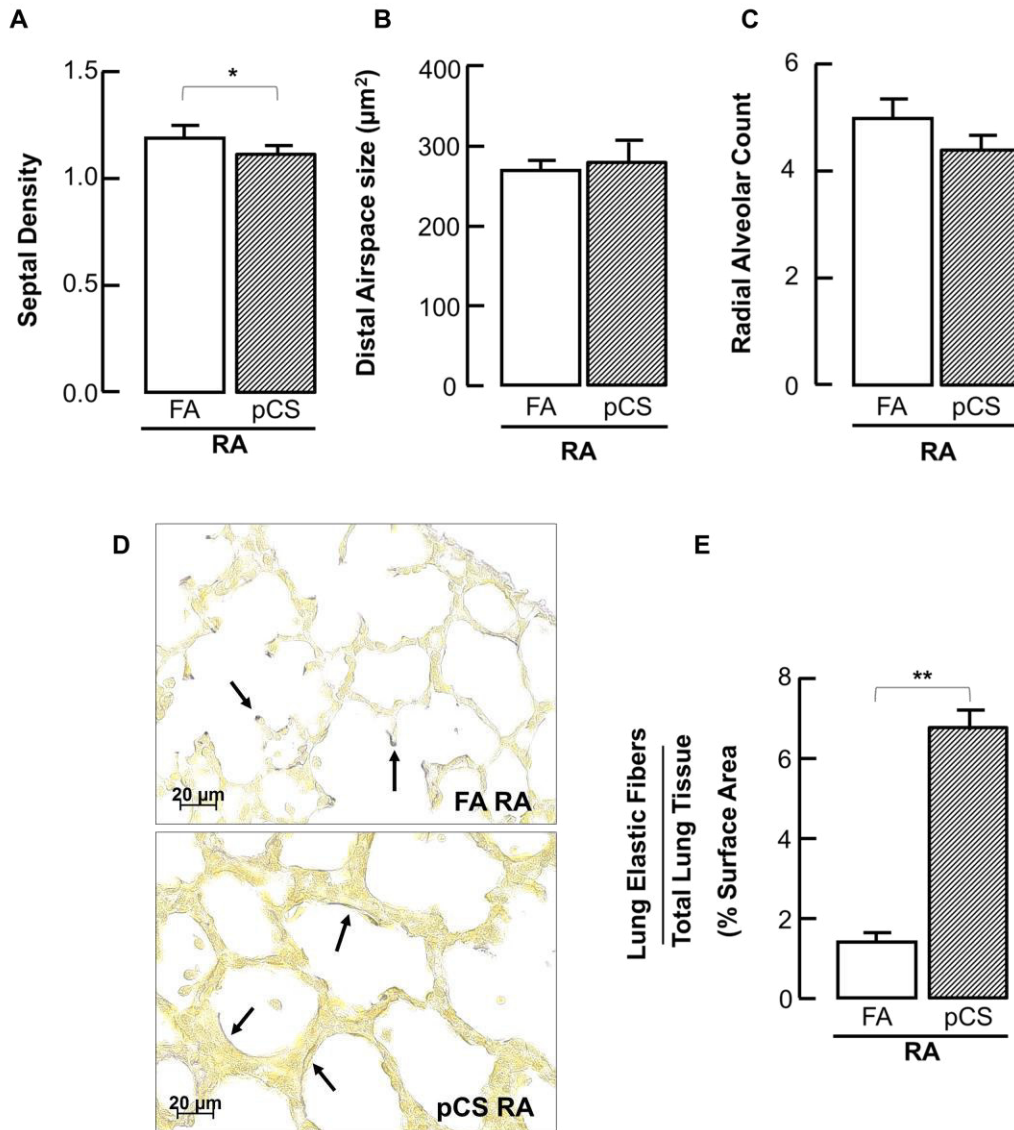 A
Septal Density
1.5
1.0
0.5
0.0
*
FA
pCS
RA
B
Distal Airspace size (µm²)
400
300
200
100
0
FA
pCS
RA
C
Radial Alveolar Count
6
4
2
0
FA
pCS
RA
D
20 µm
FA RA
20 µm
pCS RA
E
Lung Elastic Fibers
Total Lung Tissue
(% Surface Area)
8
6
4
2
0
**
FA
pCS
RA